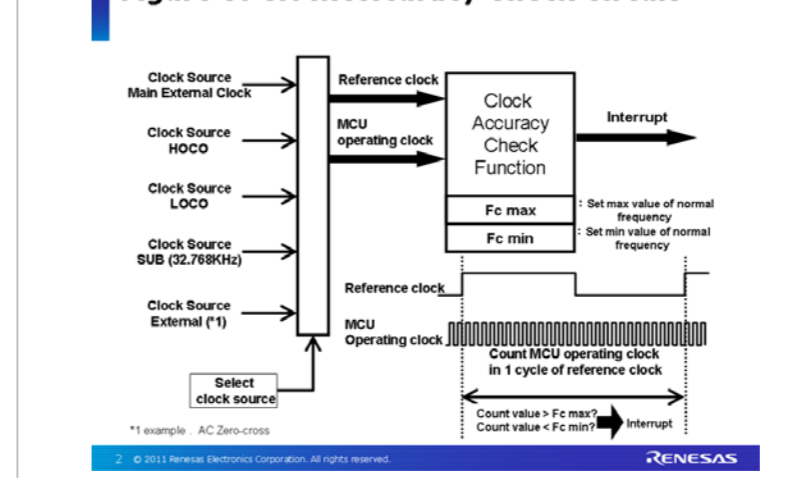 Clock Source
Main External Clock
Clock Source
HOCO
Clock Source
LOCO
Clock Source
SUB (32.768KHz)
Clock Source
External (*1)
Select
clock source
*1 example . AC Zero-cross
Reference clock
MCU
operating clock
Clock
Accuracy
Check
Function
Fc max
Fc min
Interrupt
: Set max value of normal
frequency
: Set min value of normal
frequency
Reference clock
MCU
Operating clock
Count MCU operating clock
in 1 cycle of reference clock
Count value > Fc max?
Count value < Fc min?
Interrupt
2 © 2011 Renesas Electronics Corporation. All rights reserved.
RENESAS